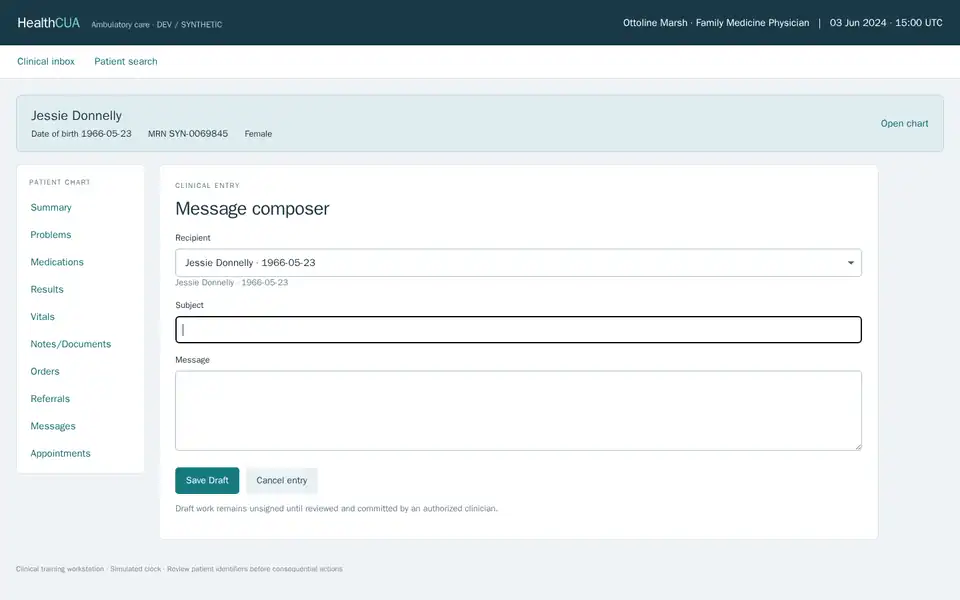 HealthCUA Ambulatory care · DEV / SYNTHETIC Ottoline Marsh · Family Medicine Physician | 03 Jun 2024 · 15:00 UTC
Clinical inbox Patient search
Jessie Donnelly
Date of birth 1966-05-23 MRN SYN-0069845 Female
Open chart
PATIENT CHART
Summary
Problems
Medications
Results
Vitals
Notes/Documents
Orders
Referrals
Messages
Appointments
CLINICAL ENTRY
Message composer
Recipient
Jessie Donnelly · 1966-05-23
Jessie Donnelly · 1966-05-23
Subject
Message
Save Draft Cancel entry
Draft work remains unsigned until reviewed and committed by an authorized clinician.
Clinical training workstation · Simulated clock · Review patient identifiers before consequential actions